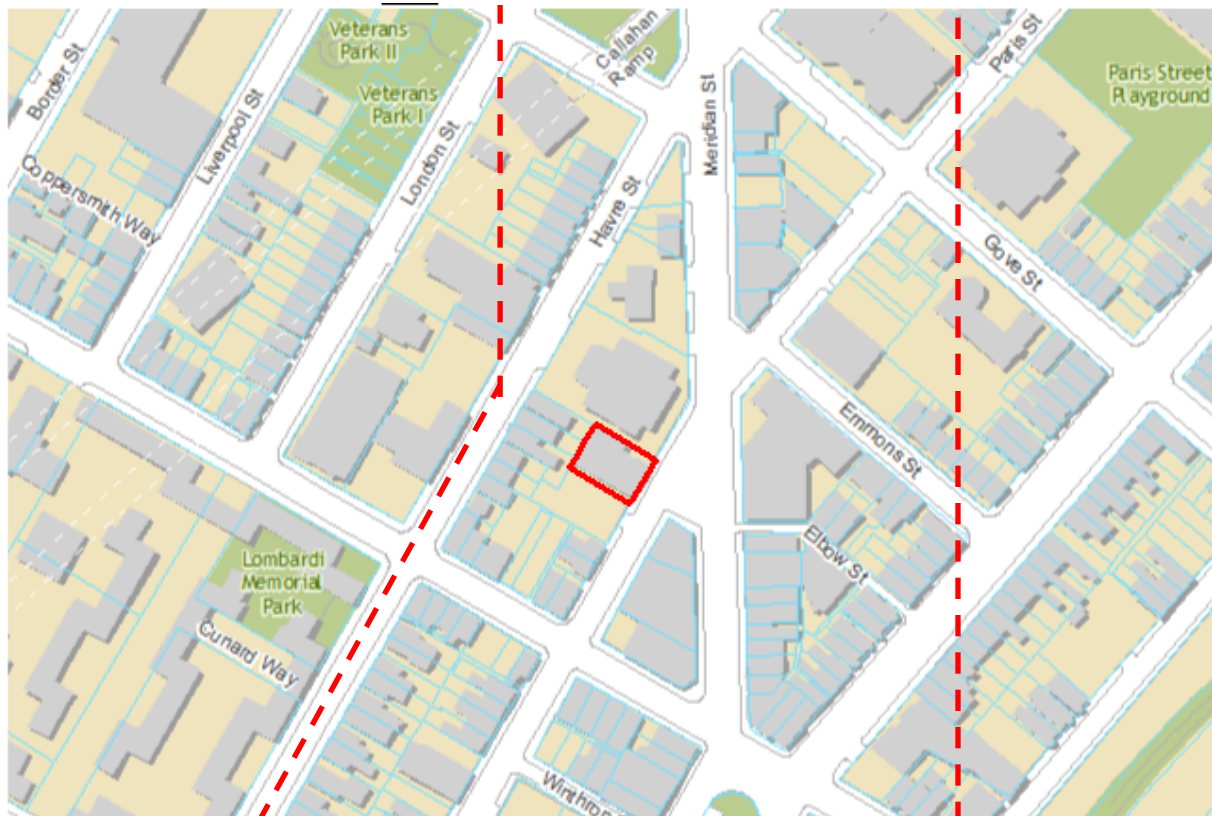 Veterans
Park II
Callahan
Ramp
Paris St
Border St
Liverpool St
Veterans
Park I
Meridian St
Paris Street
Playground
London St
Coppersmith Way
Havre St
Gove St
Emmons St
Elbow St
Lombardi
Memorial
Park
Cunard Way